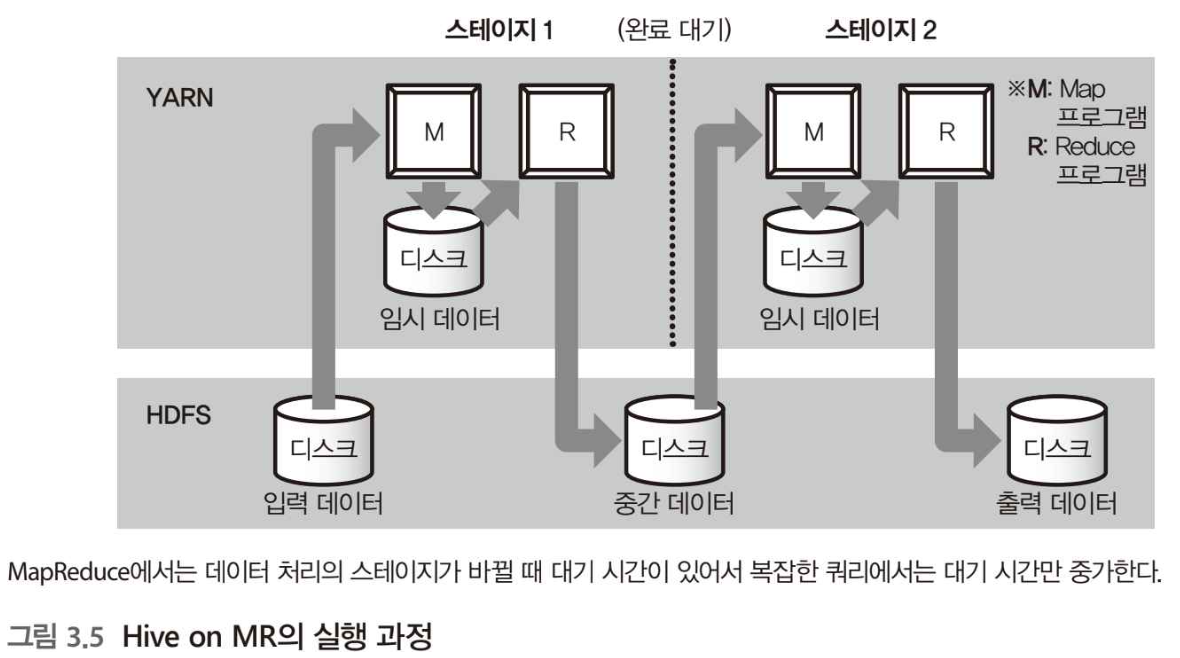 스테이지 1 (완료 대기) 스테이지 2
YARN
M
R
M
R
※M: Map
프로그램
R: Reduce
프로그램
디스크
임시 데이터
디스크
임시 데이터
HDFS
디스크
입력 데이터
디스크
중간 데이터
디스크
출력 데이터
MapReduce에서는 데이터 처리의 스테이지가 바뀔 때 대기 시간이 있어서 복잡한 쿼리에서는 대기 시간만 중가한다.
그림 3.5 Hive on MR의 실행 과정